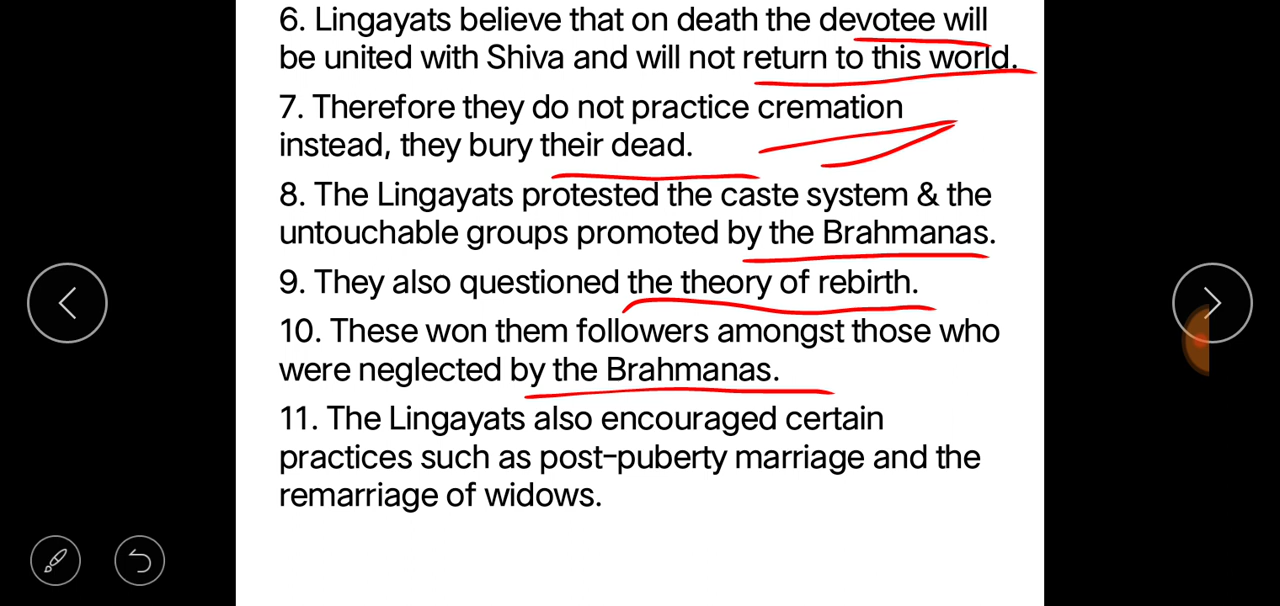 6. Lingayats believe that on death the devotee will
be united with Shiva and will not return to this world.
7. Therefore they do not practice cremation
instead, they bury their dead.
8. The Lingayats protested the caste system & the
untouchable groups promoted by the Brahmanas.
9. They also questioned the theory of rebirth.
10. These won them followers amongst those who
were neglected by the Brahmanas.
11. The Lingayats also encouraged certain
practices such as post-puberty marriage and the
remarriage of widows.